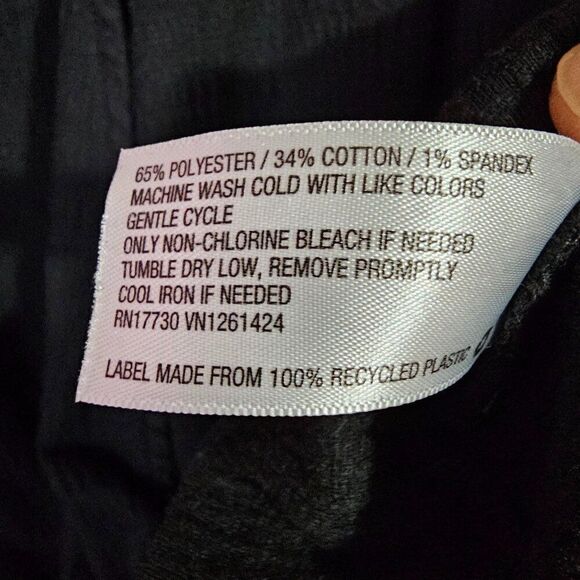 65% POLYESTER / 34% COTTON / 1% SPANDEX
MACHINE WASH COLD WITH LIKE COLORS
GENTLE CYCLE
ONLY NON-CHLORINE BLEACH IF NEEDED
TUMBLE DRY LOW, REMOVE PROMPTLY
COOL IRON IF NEEDED
RN17730 VN1261424
LABEL MADE FROM 100% RECYCLED PLASTIC